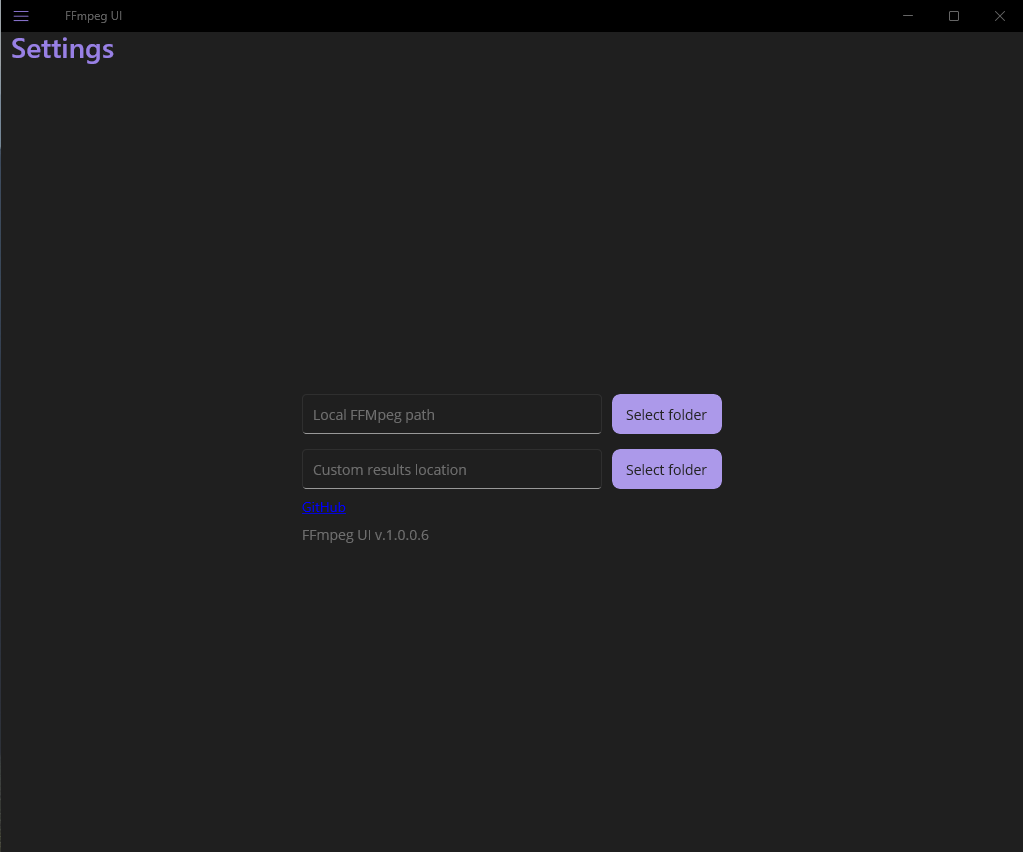 FFmpeg UI
Settings
Local FFMpeg path
Select folder
Custom results location
Select folder
GitHub
FFmpeg UI v.1.0.0.6